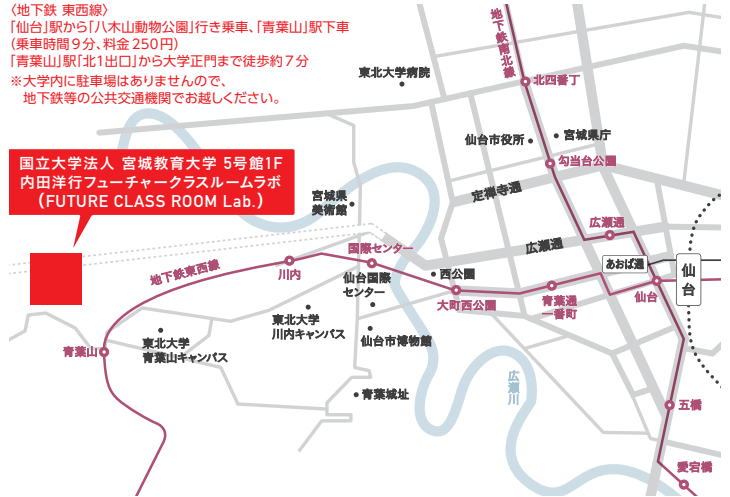 〈地下鉄 東西線〉
「仙台」駅から「八木山動物公園」行き乗車、「青葉山」駅下車
(乗車時間9分、料金250円)
「青葉山」駅「北1出口」から大学正門まで徒歩約7分
※大学内に駐車場はありませんので、
地下鉄等の公共交通機関でお越しください。
国立大学法人 宮城教育大学 5号館1F
内田洋行フューチャークラスルームラボ
(FUTURE CLASS ROOM Lab.)
地下鉄南北線
東北大学病院
北四番丁
仙台市役所
宮城県庁
勾当台公園
定禅寺通
宮城県
美術館
広瀬通
広瀬通
国際センター
地下鉄東西線
川内
西公園
あおば通
仙台
仙台国際
センター
大町西公園
青葉通
一番町
仙台
東北大学
川内キャンパス
仙台市博物館
東北大学
青葉山キャンパス
青葉山
青葉城址
広瀬川
五橋
愛宕橋